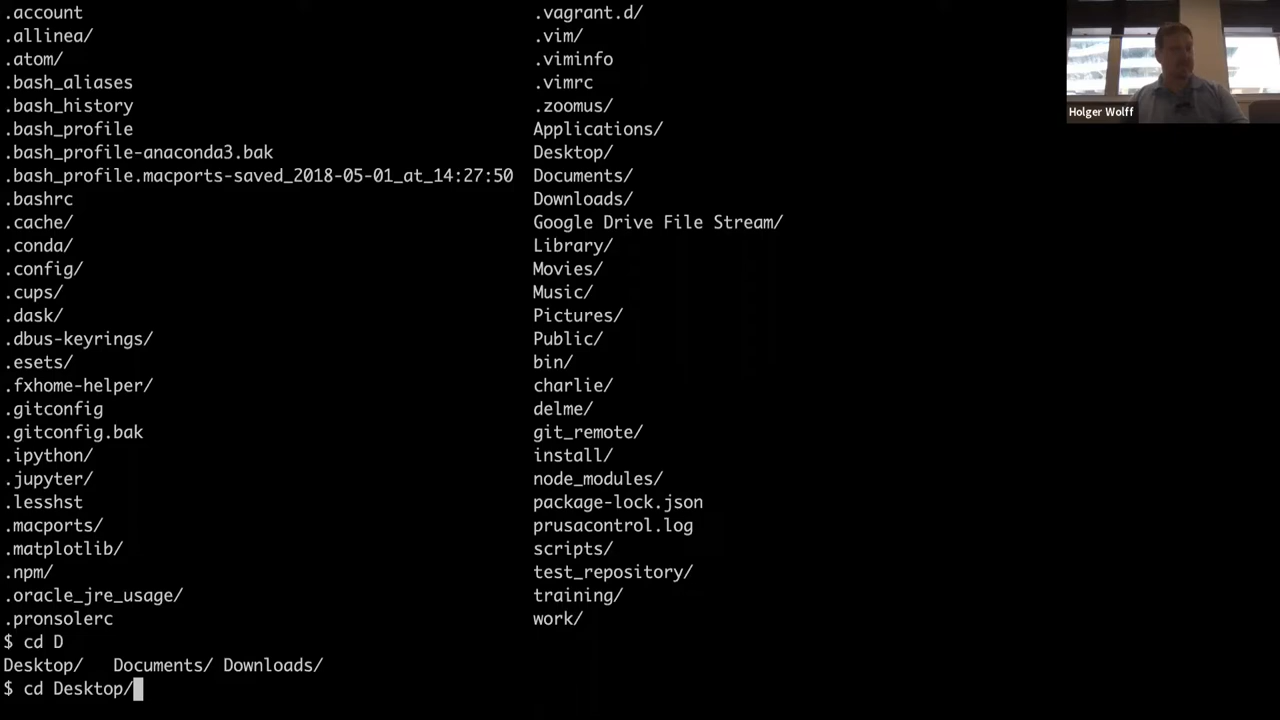 .account .vagrant.d/
.allinea/ .vim/
.atom/ .viminfo
.bash_aliases .vimrc
.bash_history .zoomus/
.bash_profile Applications/
.bash_profile-anaconda3.bak Desktop/
.bash_profile.macports-saved_2018-05-01_at_14:27:50 Documents/
.bashrc Downloads/
.cache/ Google Drive File Stream/
.conda/ Library/
.config/ Movies/
.cups/ Music/
.dask/ Pictures/
.dbus-keyrings/ Public/
.esets/ bin/
.fxhome-helper/ charlie/
.gitconfig delme/
.gitconfig.bak git_remote/
.ipython/ install/
.jupyter/ node_modules/
.lesshst package-lock.json
.macports/ prusacontrol.log
.matplotlib/ scripts/
.npm/ test_repository/
.oracle_jre_usage/ training/
.pronsolerc work/
$ cd D
Desktop/ Documents/ Downloads/
$ cd Desktop/
Holger Wolff